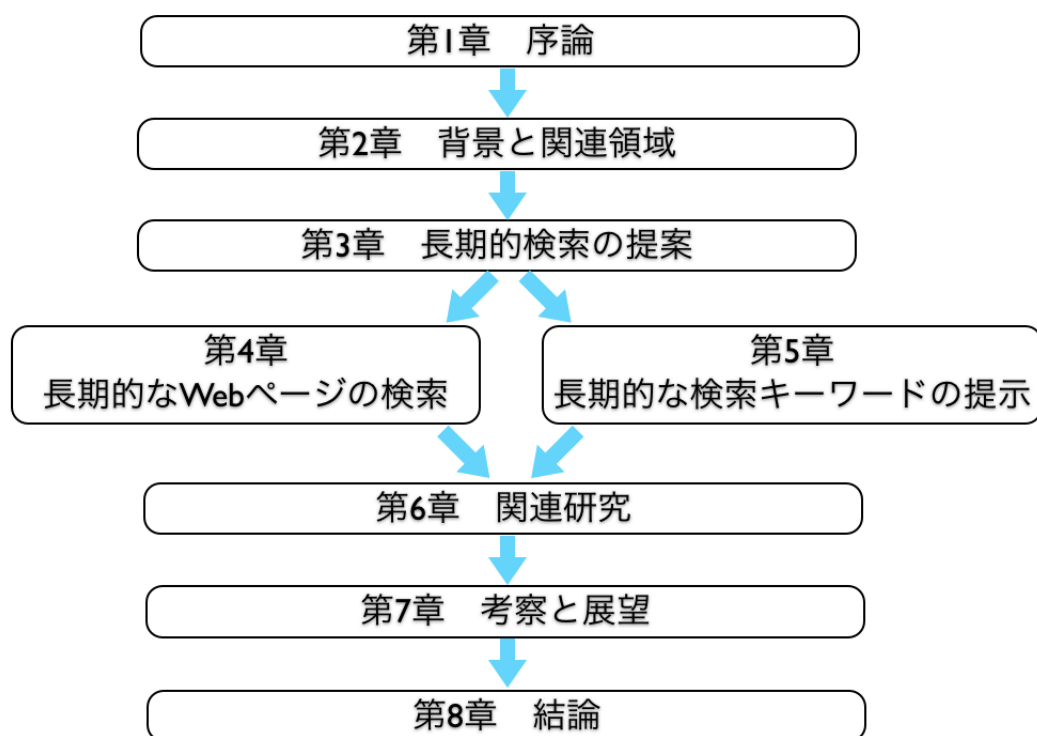 第1章　序論
第2章　背景と関連領域
第3章　長期的検索の提案
第4章
長期的なWebページの検索
第5章
長期的な検索キーワードの提示
第6章　関連研究
第7章　考察と展望
第8章　結論